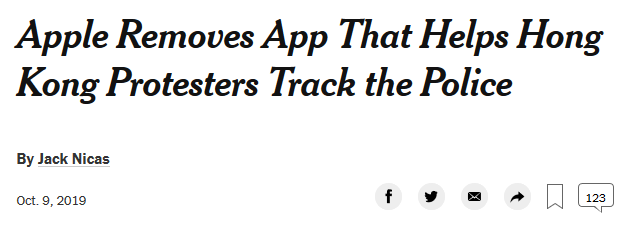 Apple Removes App That Helps Hong
Kong Protesters Track the Police
By Jack Nicas
Oct. 9, 2019
123